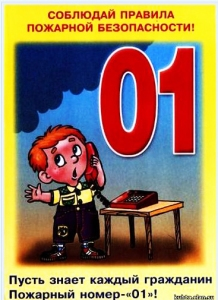 СОБЛЮДАЙ ПРАВИЛА
ПОЖАРНОЙ БЕЗОПАСНОСТИ!
01
Пусть знает каждый гражданин
Пожарный номер-«01»!